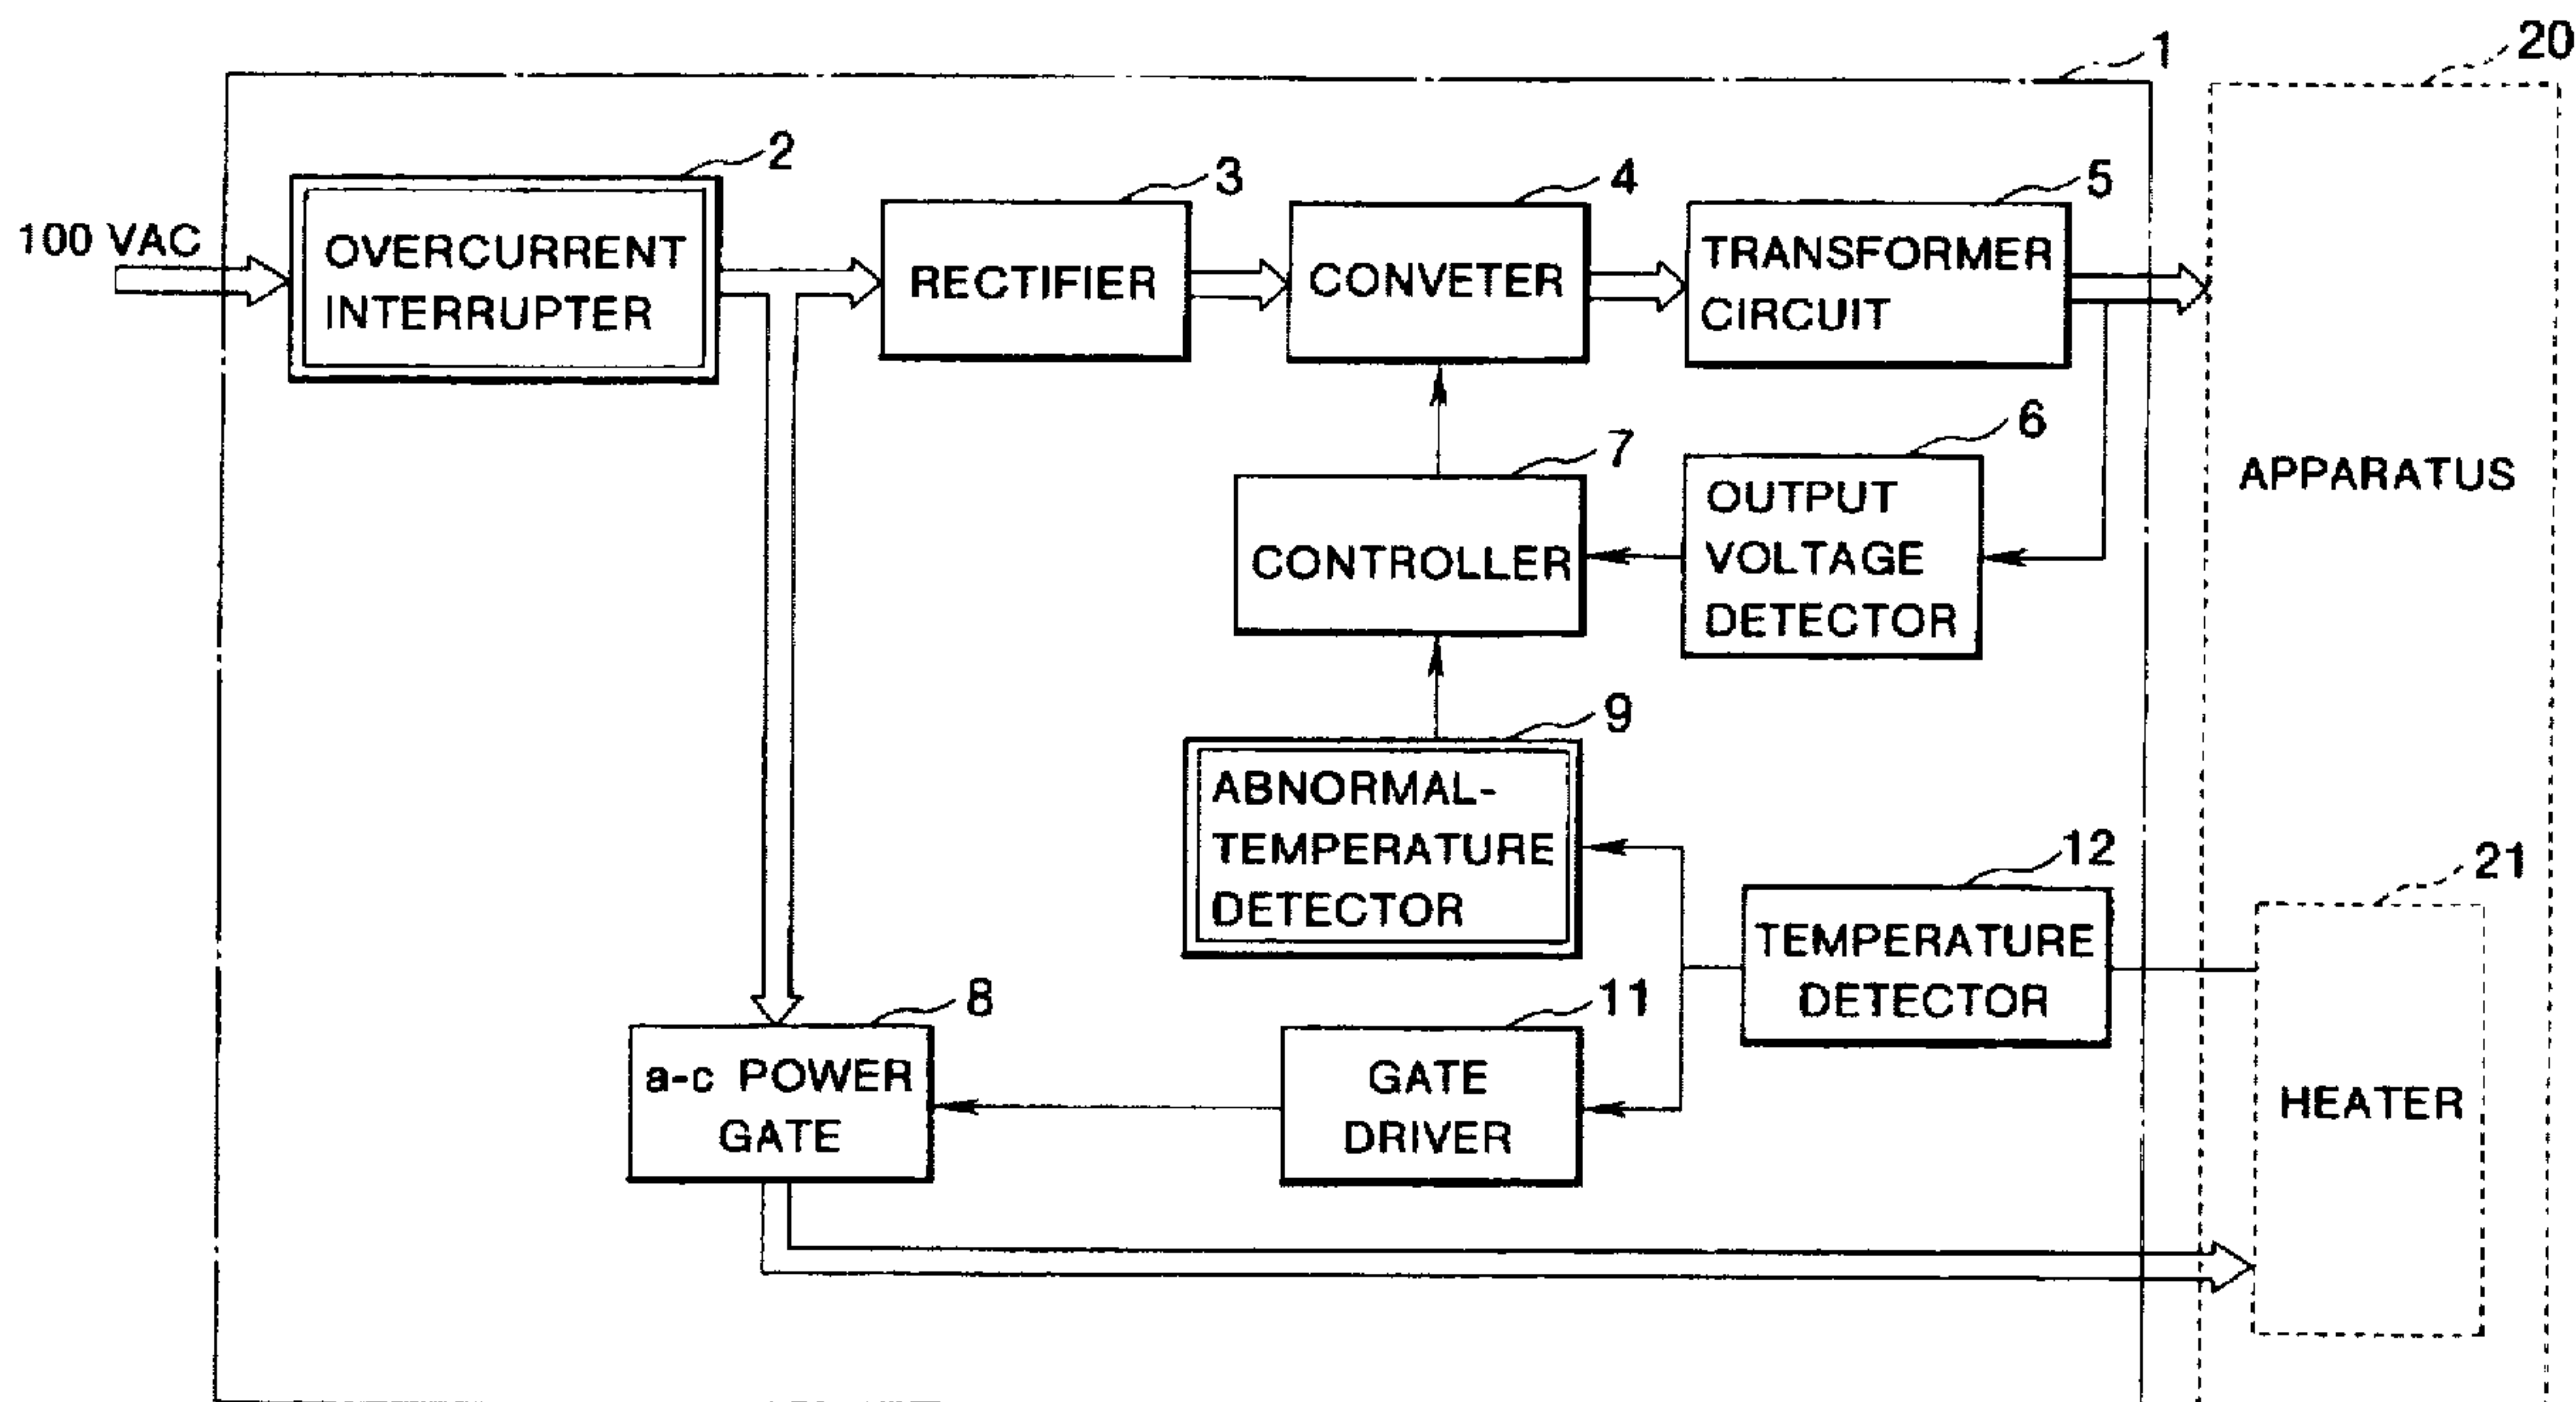 1
20
2
3
4
5
100 VAC
OVERCURRENT
INTERRUPTER
RECTIFIER
CONVETER
TRANSFORMER
CIRCUIT
7
6
CONTROLLER
OUTPUT
VOLTAGE
DETECTOR
APPARATUS
9
ABNORMAL-
TEMPERATURE
DETECTOR
12
TEMPERATURE
DETECTOR
21
8
a-c POWER
GATE
11
GATE
DRIVER
HEATER